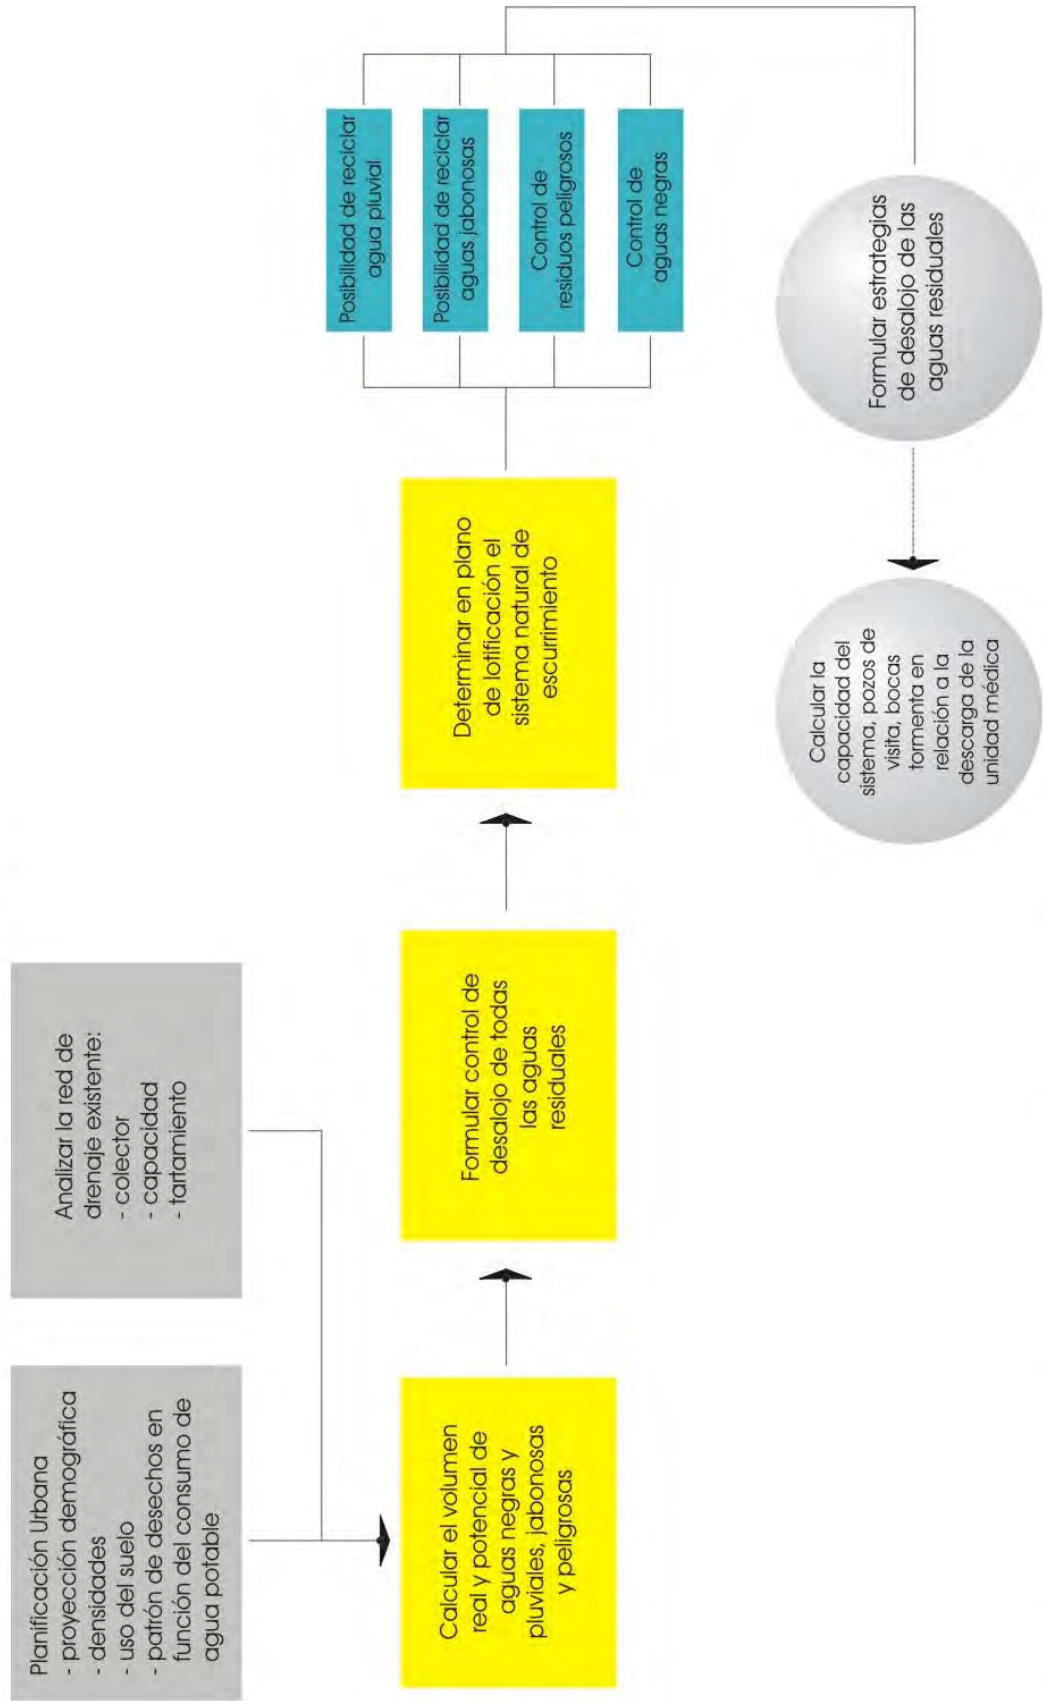 Planificación Urbana
- proyección demográfica
- densidades
- uso del suelo
- patrón de desechos en
función del consumo de
agua potable
Analizar la red de
drenaje existente:
- colector
- capacidad
- tartamiento
Calcular el volumen
real y potencial de
aguas negras y
pluviales, jabonosas
y peligrosas
Formular control de
desalojo de todas
las aguas
residuales
Determinar en plano
de lotificación el
sistema natural de
escurrimiento
Posibilidad de reciclar
agua pluvial
Posibilidad de reciclar
aguas jabonosas
Control de
residuos peligrosos
Control de
aguas negras
Formular estrategias
de desalojo de las
aguas residuales
Calcular la
capacidad del
sistema, pozos de
visita, bocas
tormenta en
relación a la
descarga de la
unidad médica